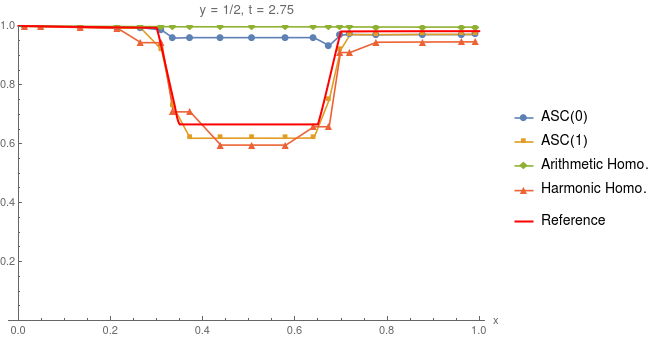 y = 1/2, t = 2.75
1.0
0.8
0.6
0.4
0.2
0.0
0.2
0.4
0.6
0.8
1.0
x
ASC(0)
ASC(1)
Arithmetic Homo.
Harmonic Homo.
Reference